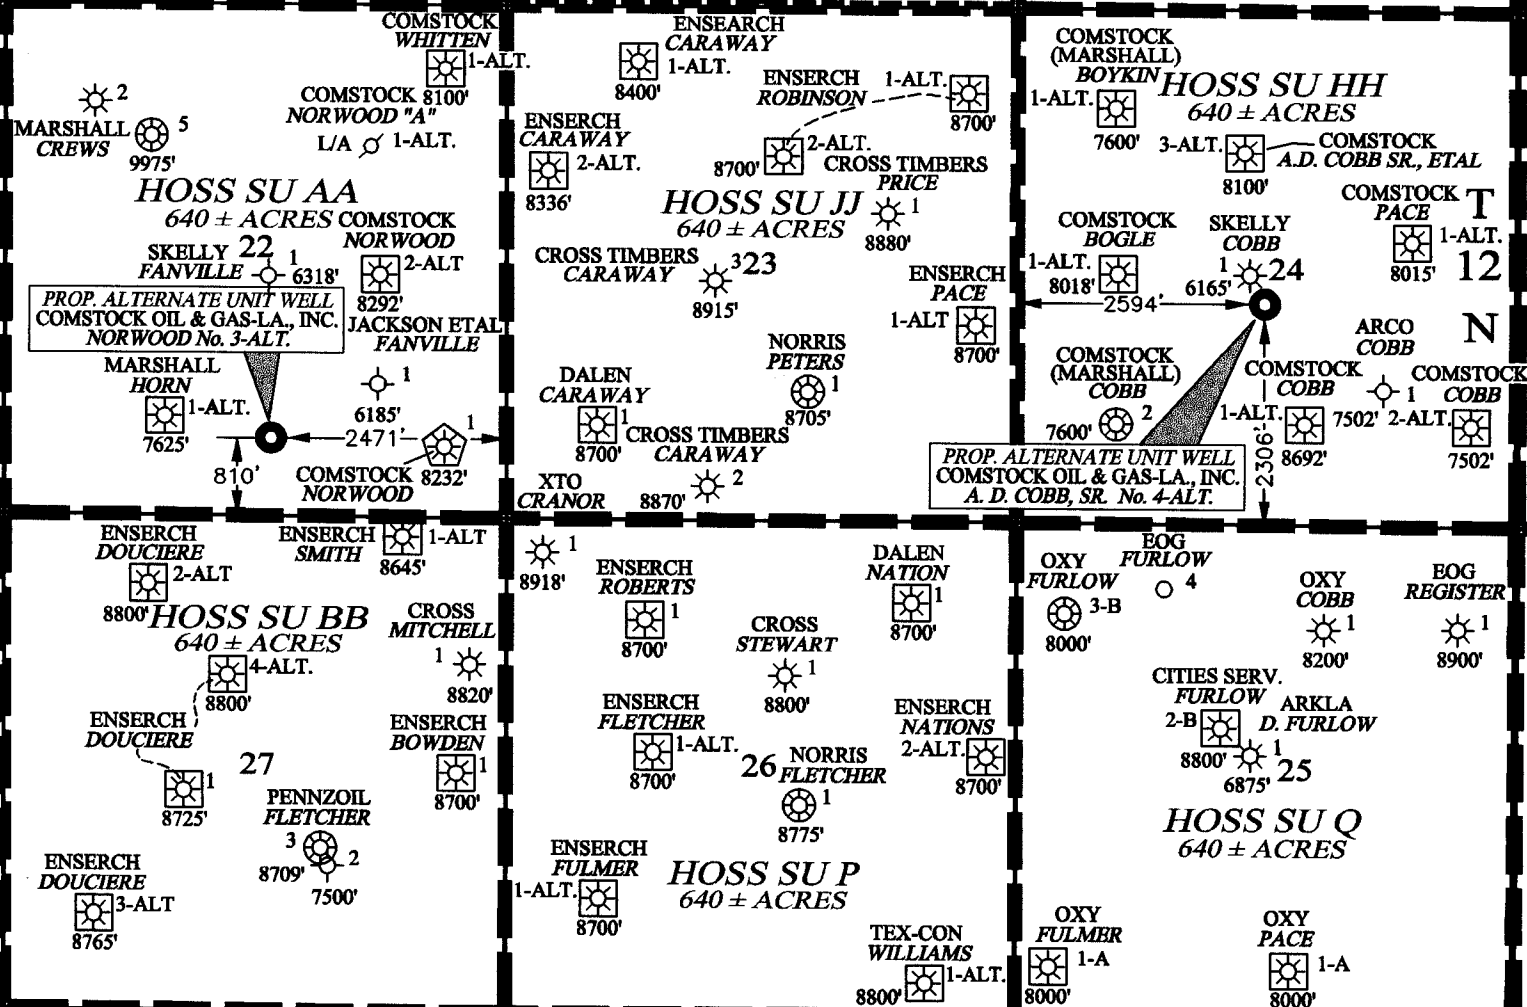 COMSTOCK
WHITTEN
1-ALT.
8100'
2
MARSHALL
CREWS
5
9975'
COMSTOCK
NORWOOD "A"
L/A 1-ALT.
HOSS SU AA
640 ± ACRES
22
SKELLY
FANVILLE
1
6318'
COMSTOCK
NORWOOD
2-ALT
8292'
PROP. ALTERNATE UNIT WELL
COMSTOCK OIL & GAS-LA., INC.
NORWOOD No. 3-ALT.
JACKSON ETAL
FANVILLE
1
6185'
MARSHALL
HORN
1-ALT.
7625'
2471'
810'
COMSTOCK
NORWOOD
1
8232'
ENSEARCH
CARAWAY
1-ALT.
8400'
ENSERCH
ROBINSON
1-ALT.
8700'
2-ALT.
8700'
ENSERCH
CARAWAY
2-ALT.
8336'
CROSS TIMBERS
PRICE
1
8880'
HOSS SU JJ
640 ± ACRES
23
CROSS TIMBERS
CARAWAY
3
8915'
ENSERCH
PACE
1-ALT
8700'
NORRIS
PETERS
1
8705'
DALEN
CARAWAY
1
8700'
CROSS TIMBERS
CARAWAY
2
8870'
XTO
CRANOR
COMSTOCK
(MARSHALL)
BOYKIN
1-ALT.
7600'
HOSS SU HH
640 ± ACRES
3-ALT.
8100'
COMSTOCK
A.D. COBB SR., ETAL
COMSTOCK
PACE
1-ALT.
8015'
T
12
N
COMSTOCK
BOGLE
1-ALT.
8018'
SKELLY
COBB
1
6165'
24
2594'
COMSTOCK
(MARSHALL)
COBB
2
7600'
COMSTOCK
COBB
1-ALT.
8692'
ARCO
COBB
1
7502'
COMSTOCK
COBB
2-ALT.
7502'
2306'
PROP. ALTERNATE UNIT WELL
COMSTOCK OIL & GAS-LA., INC.
A. D. COBB, SR. No. 4-ALT.
ENSERCH
DOUCIERE
2-ALT
8800'
ENSERCH
SMITH
1-ALT
8645'
HOSS SU BB
640 ± ACRES
4-ALT.
8800'
CROSS
MITCHELL
1
8820'
ENSERCH
DOUCIERE
1
8725'
27
ENSERCH
BOWDEN
1
8700'
PENNZOIL
FLETCHER
3
8709'
2
7500'
ENSERCH
DOUCIERE
3-ALT
8765'
1
8918'
ENSERCH
ROBERTS
1
8700'
DALEN
NATION
1
8700'
CROSS
STEWART
1
8800'
ENSERCH
FLETCHER
1-ALT.
8700'
ENSERCH
NATIONS
2-ALT.
8700'
26
NORRIS
FLETCHER
1
8775'
ENSERCH
FULMER
1-ALT.
8700'
HOSS SU P
640 ± ACRES
TEX-CON
WILLIAMS
1-ALT.
8800'
OXY
FURLOW
3-B
8000'
EOG
FURLOW
4
OXY
COBB
1
8200'
EOG
REGISTER
1
8900'
CITIES SERV.
FURLOW
2-B
8800'
ARKLA
D. FURLOW
1
6875'
25
HOSS SU Q
640 ± ACRES
OXY
FULMER
1-A
8000'
OXY
PACE
1-A
8000'